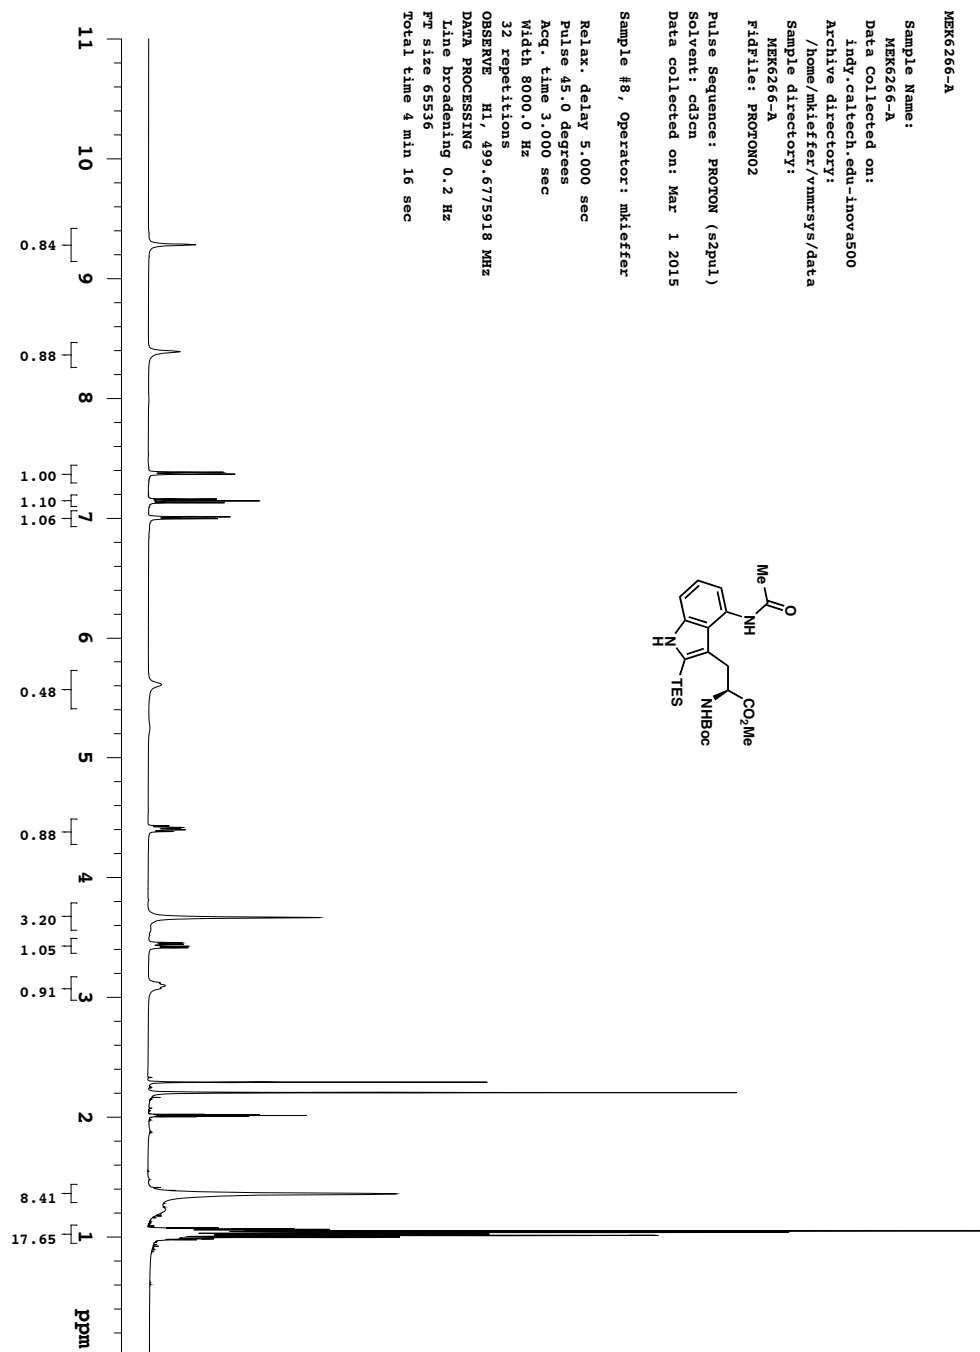 MEK6266-A
Sample Name:
MEK6266-A
Data Collected on:
indy.caltech.edu-inova500
Archive directory:
/home/mkieffer/vnmrsys/data
Sample directory:
MEK6266-A
FidFile: PROTON02
Pulse Sequence: PROTON (s2pul)
Solvent: cd3cn
Data collected on: Mar 1 2015
Sample #8, Operator: mkieffer
Relax. delay 5.000 sec
Pulse 45.0 degrees
Acq. time 3.000 sec
Width 8000.0 Hz
32 repetitions
OBSERVE H1, 499.6775918 MHz
DATA PROCESSING
Line broadening 0.2 Hz
FT size 65536
Total time 4 min 16 sec
Me
O
NH
CO2Me
NHBoc
TES
N
H
11 10 9 8 7 6 5 4 3 2 1 ppm
0.84
0.88
1.00
1.10
1.06
0.48
0.88
3.20
1.05
0.91
8.41
17.65